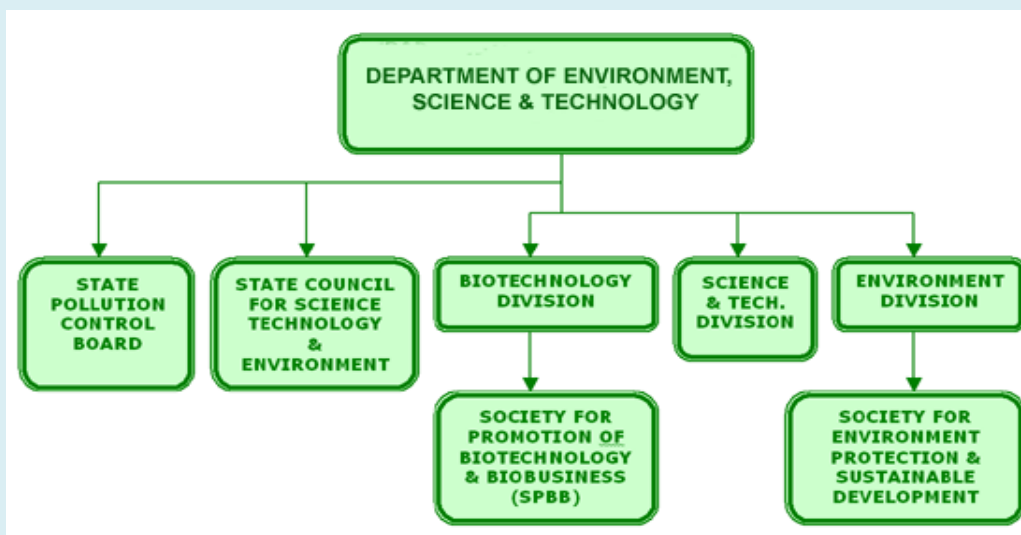 DEPARTMENT OF ENVIRONMENT,
SCIENCE & TECHNOLOGY
STATE
POLLUTION
CONTROL
BOARD
STATE COUNCIL
FOR SCIENCE
TECHNOLOGY
&
ENVIRONMENT
BIOTECHNOLOGY
DIVISION
SCIENCE
& TECH.
DIVISION
ENVIRONMENT
DIVISION
SOCIETY FOR
PROMOTION OF
BIOTECHNOLOGY
& BIOBUSINESS
(SPBB)
SOCIETY FOR
ENVIRONMENT
PROTECTION &
SUSTAINABLE
DEVELOPMENT